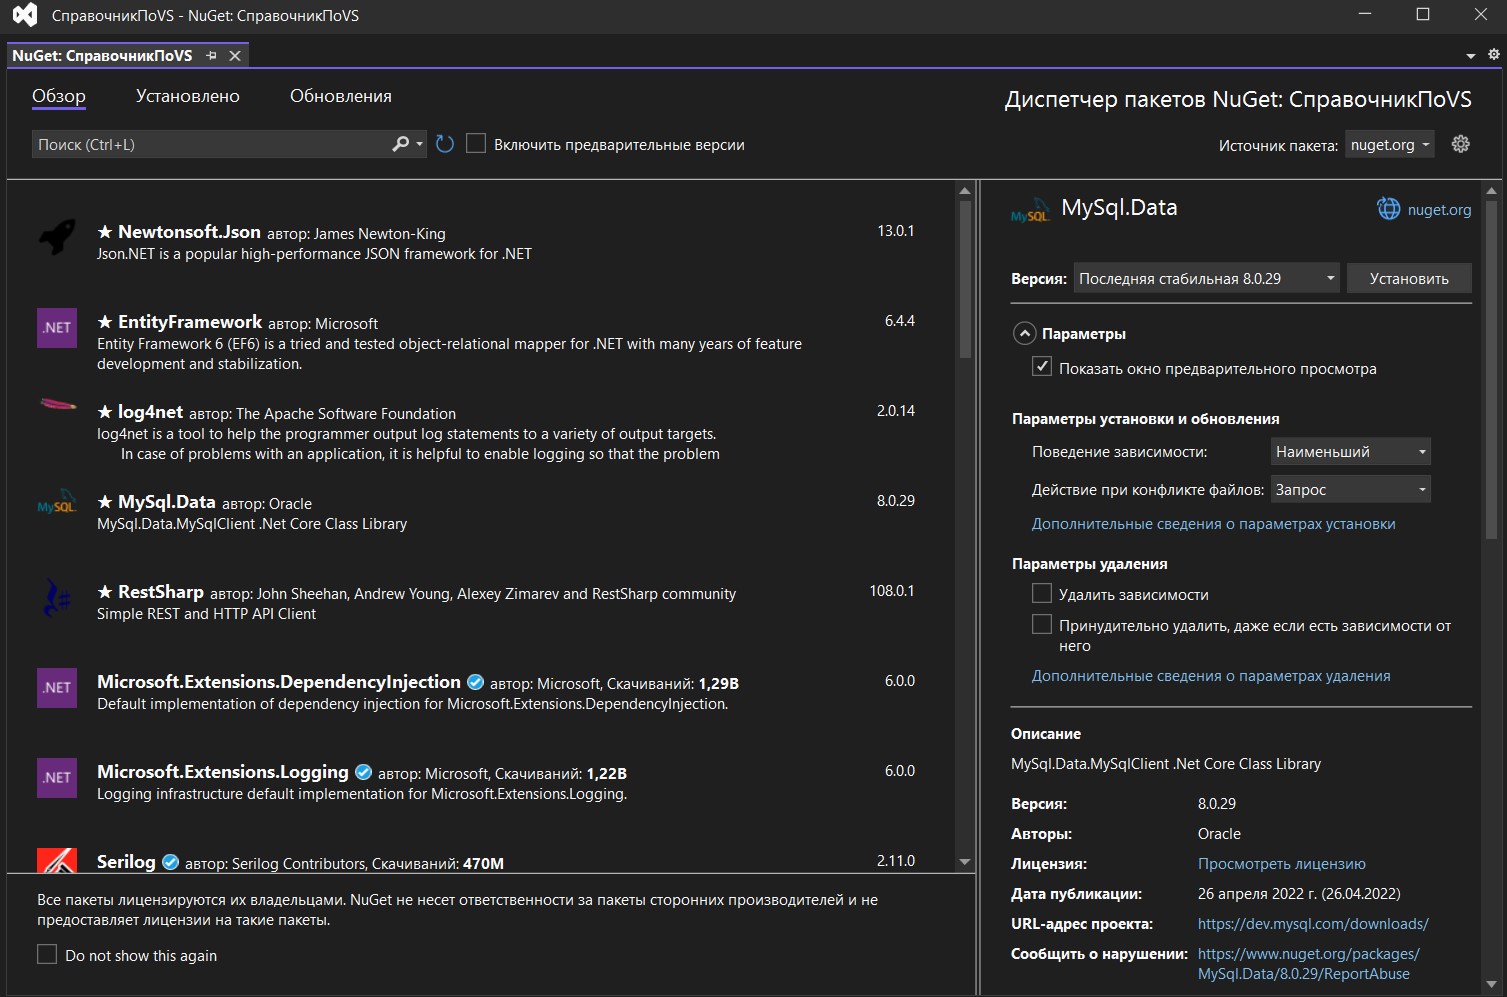 СправочникПоVS - NuGet: СправочникПоVS
NuGet: СправочникПоVS
Обзор
Установлено
Обновления
Диспетчер пакетов NuGet: СправочникПоVS
Поиск (Ctrl+L)
Включить предварительные версии
Источник пакета: nuget.org
Newtonsoft.Json автор: James Newton-King
13.0.1
Json.NET is a popular high-performance JSON framework for .NET
.NET
EntityFramework автор: Microsoft
6.4.4
Entity Framework 6 (EF6) is a tried and tested object-relational mapper for .NET with many years of feature
development and stabilization.
log4net автор: The Apache Software Foundation
2.0.14
log4net is a tool to help the programmer output log statements to a variety of output targets.
In case of problems with an application, it is helpful to enable logging so that the problem
MySQL
MySql.Data автор: Oracle
8.0.29
MySql.Data.MySqlClient .Net Core Class Library
RestSharp автор: John Sheehan, Andrew Young, Alexey Zimarev and RestSharp community
108.0.1
Simple REST and HTTP API Client
.NET
Microsoft.Extensions.DependencyInjection автор: Microsoft, Скачиваний: 1,29B
6.0.0
Default implementation of dependency injection for Microsoft.Extensions.DependencyInjection.
.NET
Microsoft.Extensions.Logging автор: Microsoft, Скачиваний: 1,22B
6.0.0
Logging infrastructure default implementation for Microsoft.Extensions.Logging.
Serilog автор: Serilog Contributors, Скачиваний: 470M
2.11.0
Все пакеты лицензируются их владельцами. NuGet не несет ответственности за пакеты сторонних производителей и не
предоставляет лицензии на такие пакеты.
Do not show this again
MySQL
MySql.Data
nuget.org
Версия: Последняя стабильная 8.0.29
Установить
Параметры
Показать окно предварительного просмотра
Параметры установки и обновления
Поведение зависимости: Наименьший
Действие при конфликте файлов: Запрос
Дополнительные сведения о параметрах установки
Параметры удаления
Удалить зависимости
Принудительно удалить, даже если есть зависимости от
него
Дополнительные сведения о параметрах удаления
Описание
MySql.Data.MySqlClient .Net Core Class Library
Версия: 8.0.29
Авторы: Oracle
Лицензия: Просмотреть лицензию
Дата публикации: 26 апреля 2022 г. (26.04.2022)
URL-адрес проекта: https://dev.mysql.com/downloads/
Сообщить о нарушении: https://www.nuget.org/packages/
MySql.Data/8.0.29/ReportAbuse